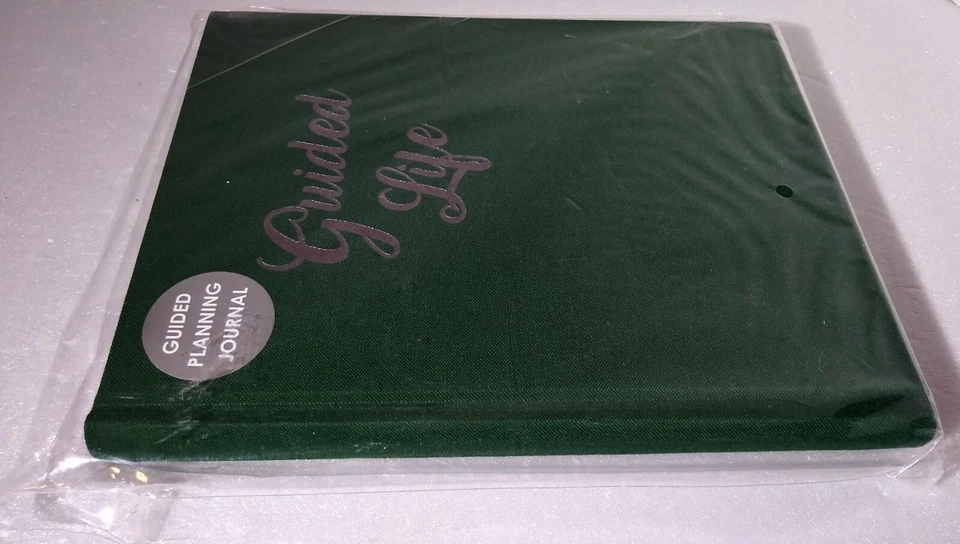 Guided
Life
GUIDED
PLANNING
JOURNAL